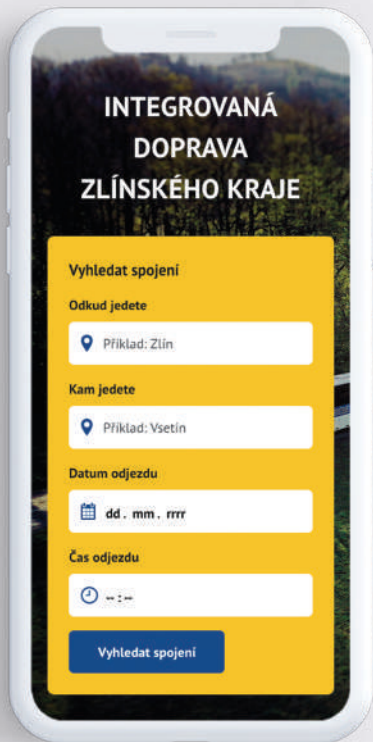 INTEGROVANÁ
DOPRAVA
ZLÍNSKÉHO KRAJE
Vyhledat spojení
Odkud jedete
Příklad: Zlín
Kam jedete
Příklad: Vsetín
Datum odjezdu
dd . mm . rrrr
Čas odjezdu
-- : --
Vyhledat spojení